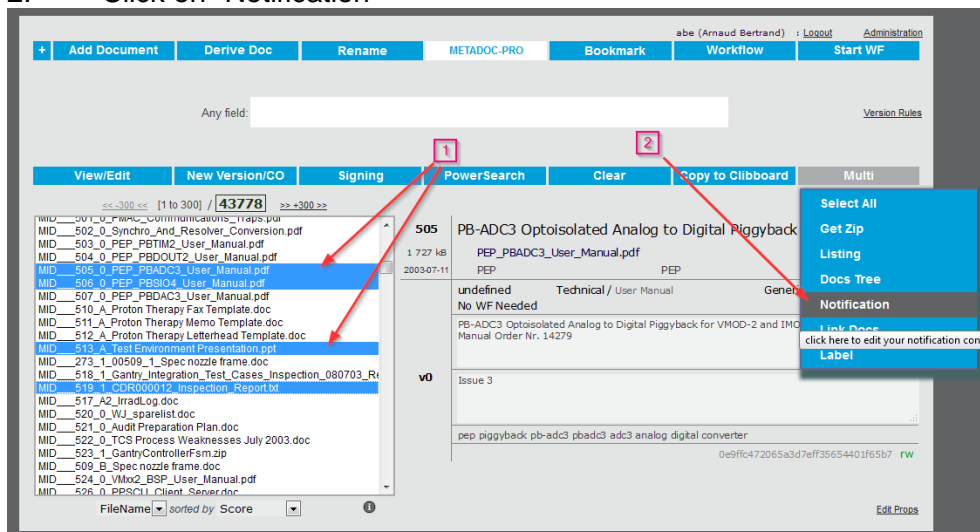 2. Click on "Notification"
abe (Arnaud Bertrand) : Logout Administration
+ Add Document Derive Doc Rename METADOC-PRO Bookmark Workflow Start WF
Any field: Version Rules
1 2
View/Edit New Version/CO Signing PowerSearch Clear Copy to Clibboard Multi
<< -300 << [1 to 300] / 43778 >> +300 >>
MID___501_0_PMAC_Communications_Traps.pdf
MID___502_0_Synchro_And_Resolver_Conversion.pdf
MID___503_0_PEP_PBTIM2_User_Manual.pdf
MID___504_0_PEP_PBDOUT2_User_Manual.pdf
MID___505_0_PEP_PBADC3_User_Manual.pdf
MID___506_0_PEP_PBSIO4_User_Manual.pdf
MID___507_0_PEP_PBDAC3_User_Manual.pdf
MID___510_A_Proton Therapy Fax Template.doc
MID___511_A_Proton Therapy Memo Template.doc
MID___512_A_Proton Therapy Letterhead Template.doc
MID___513_A_Test Environment Presentation.ppt
MID___273_1_00509_1_Spec nozzle frame.doc
MID___518_1_Gantry_Integration_Test_Cases_Inspection_080703_Re
MID___519_1_CDR000012_Inspection_Report.txt
MID___517_A2_IrradLog.doc
MID___520_0_WJ_sparelist.doc
MID___521_0_Audit Preparation Plan.doc
MID___522_0_TCS Process Weaknesses July 2003.doc
MID___523_1_GantryControllerFsm.zip
MID___509_B_Spec nozzle frame.doc
MID___524_0_VMxx2_BSP_User_Manual.pdf
MID___526_0_PPSCLI_Client_Server.doc
FileName sorted by Score
505 PB-ADC3 Optoisolated Analog to Digital Piggyback
1 727 kB PEP_PBADC3_User_Manual.pdf
2003-07-11 PEP PEP
undefined Technical / User Manual Gener
No WF Needed
PB-ADC3 Optoisolated Analog to Digital Piggyback for VMOD-2 and IMO
Manual Order Nr. 14279
v0 Issue 3
pep piggyback pb-adc3 pbadc3 adc3 analog digital converter
0e9ffc472065a3d7eff35654401f65b7 rw
Edit Props
Select All
Get Zip
Listing
Docs Tree
Notification
Link Docs
click here to edit your notification con
Label